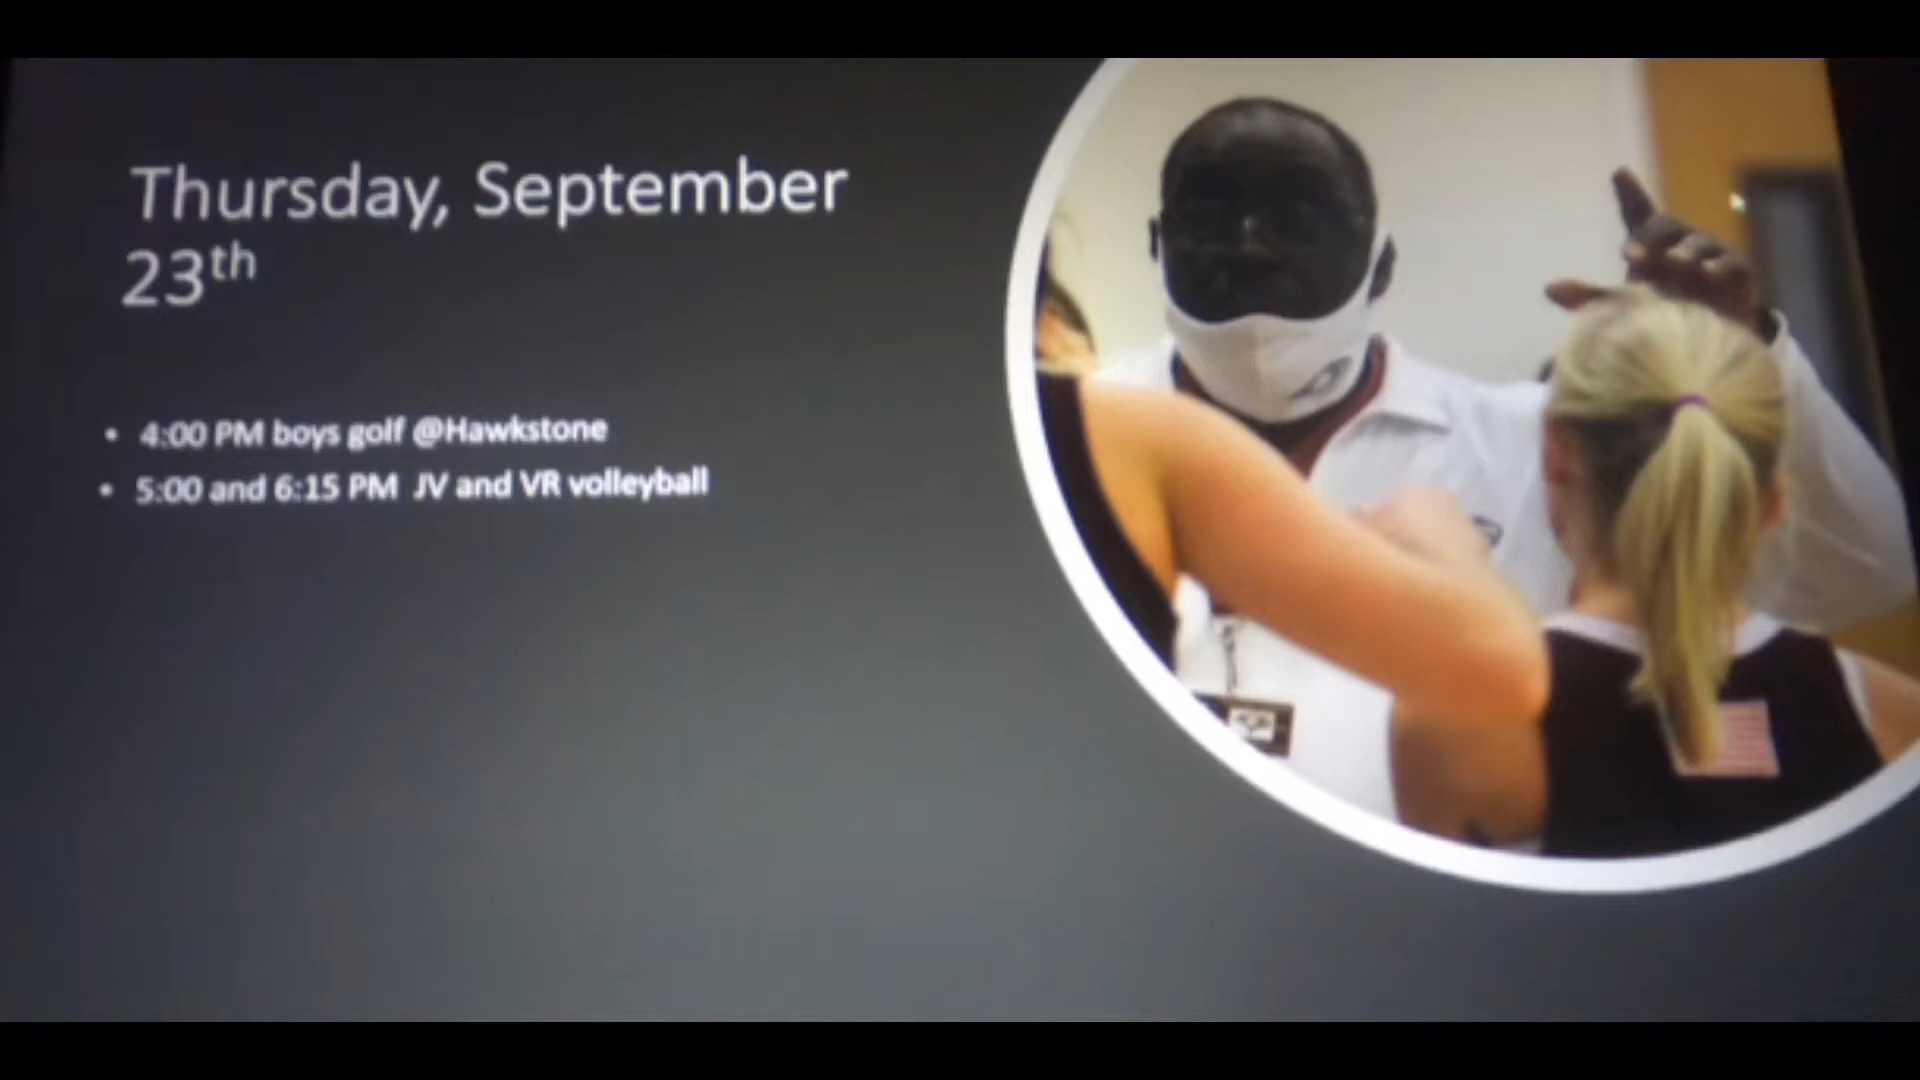 Thursday, September
23th
• 4:00 PM boys golf @Hawkstone
• 5:00 and 6:15 PM JV and VR volleyball